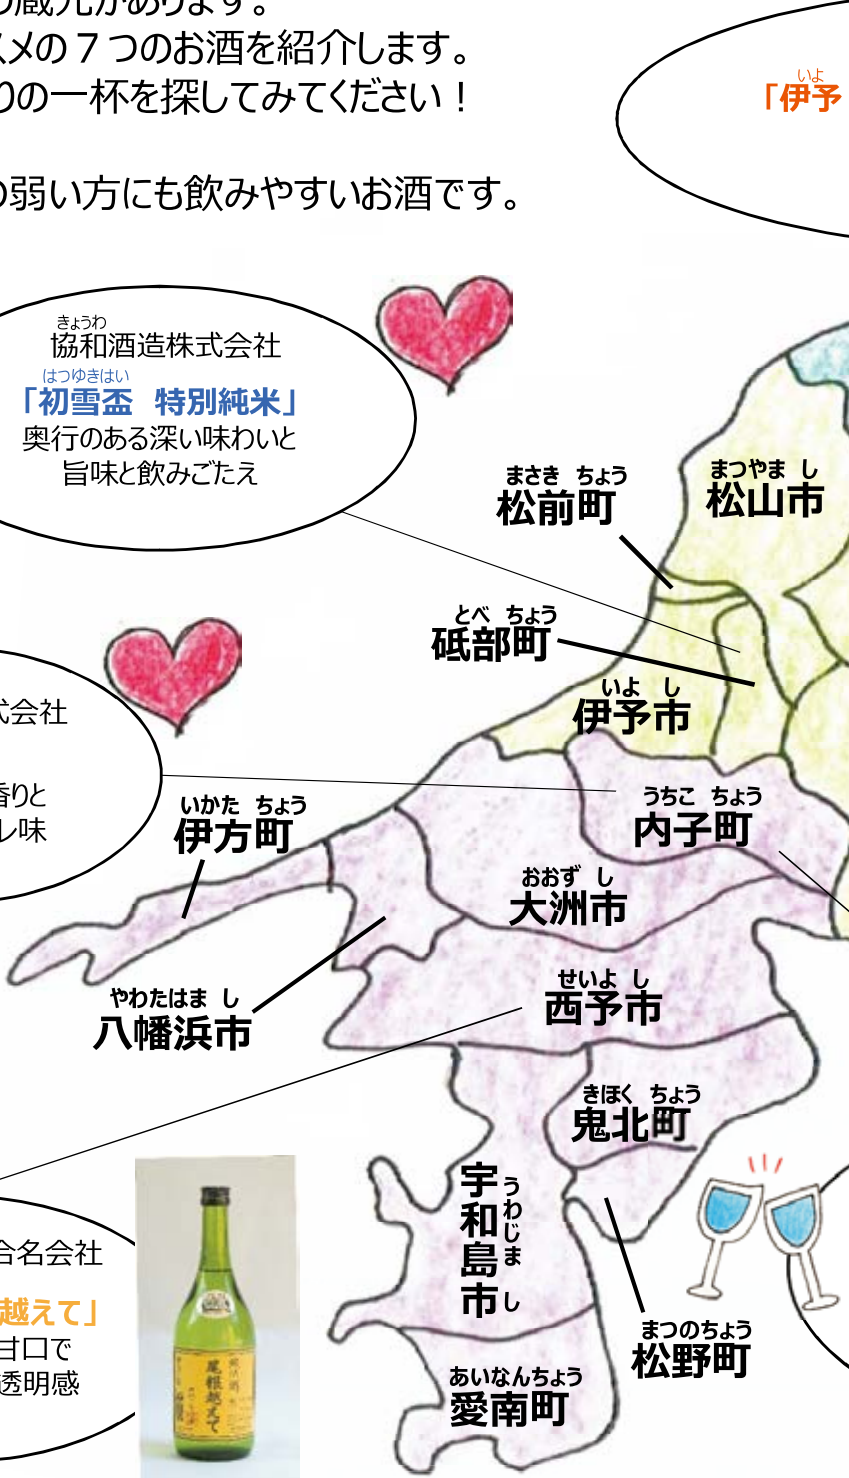 の蔵元があります。
スメの７つのお酒を紹介します。
りの一杯を探してみてください！
の弱い方にも飲みやすいお酒です。
いよ
「伊予
きょうわ
協和酒造株式会社
はつゆきはい
「初雪盃 特別純米」
奥行のある深い味わいと
旨味と飲みごたえ
まさき ちょう
松前町
まつやま し
松山市
とべ ちょう
砥部町
いよ し
伊予市
式会社
香りと
レ味
いかた ちょう
伊方町
うちこ ちょう
内子町
おおず し
大洲市
せいよ し
西予市
やわたはま し
八幡浜市
きほく ちょう
鬼北町
うわじま し
宇和島市
まつのちょう
松野町
あいなんちょう
愛南町
合名会社
越えて」
甘口で
透明感
尾根越えて